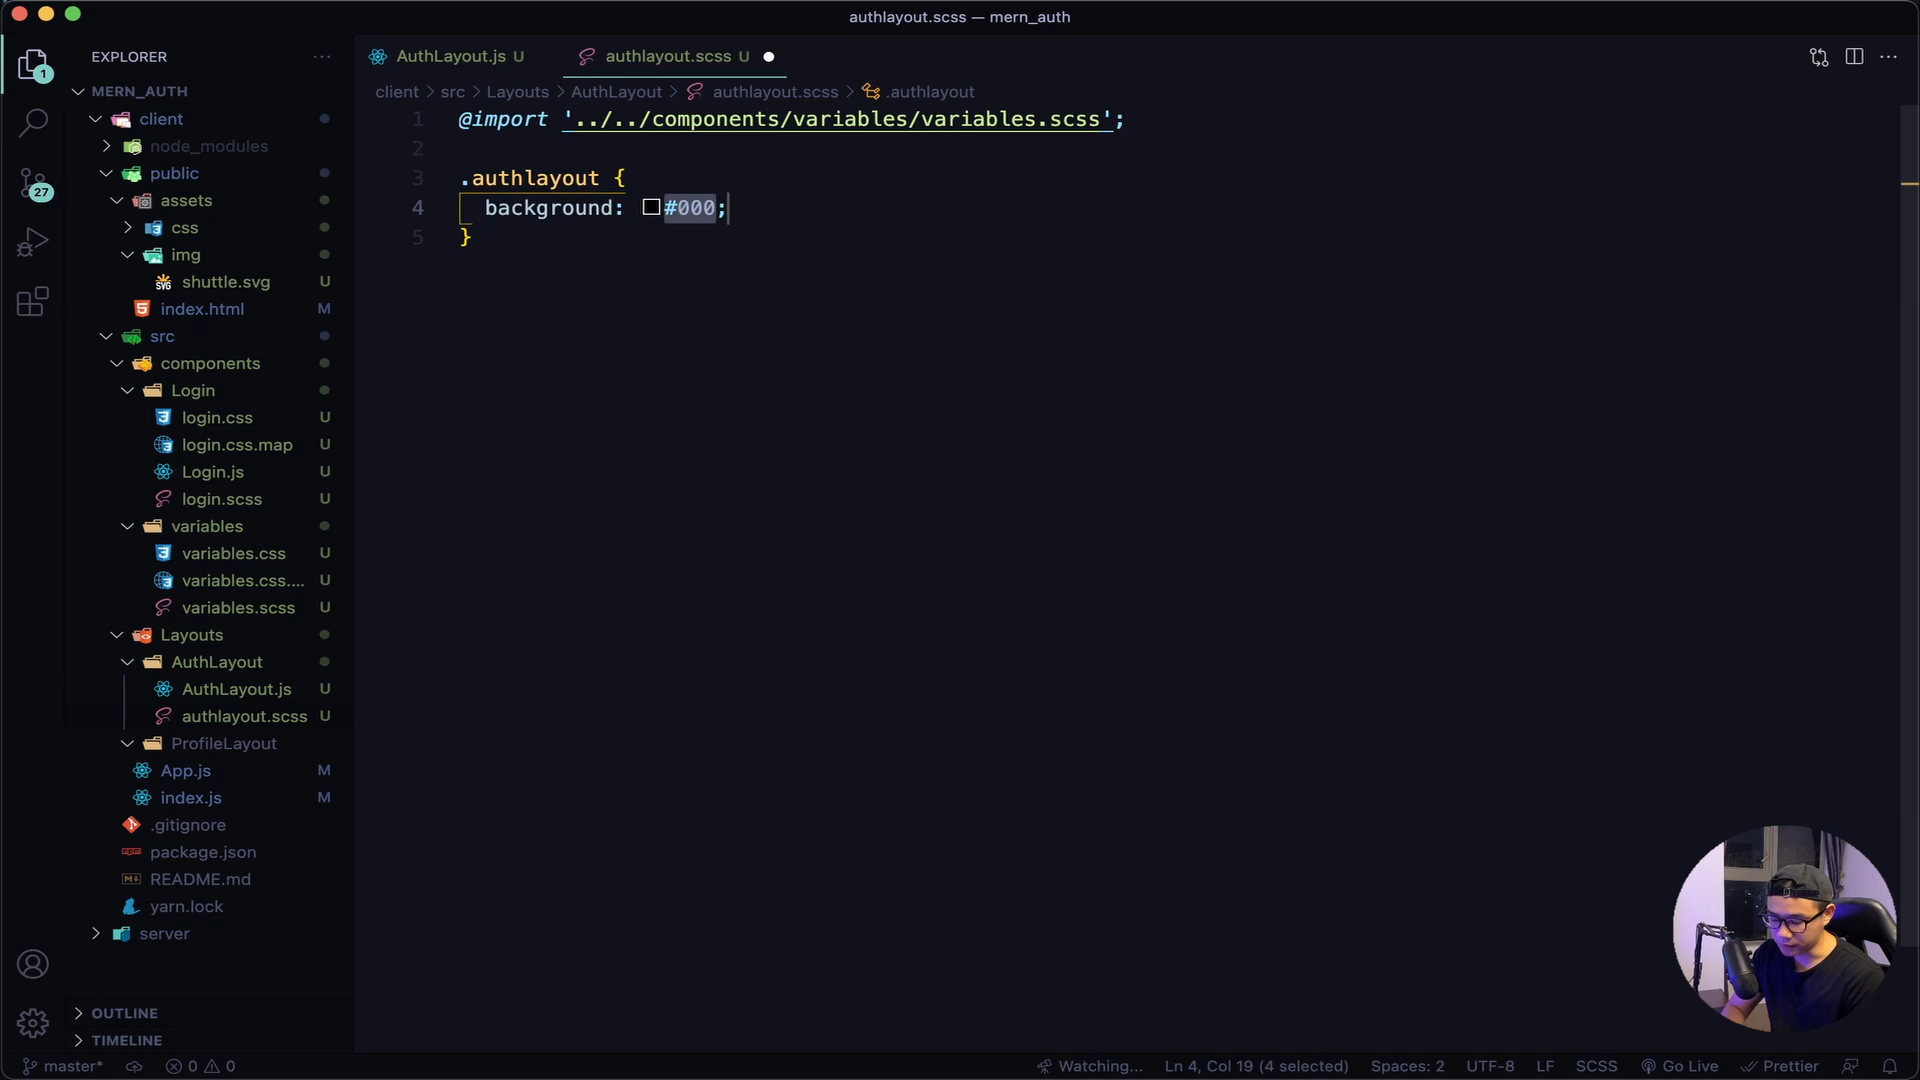 authlayout.scss — mern_auth
EXPLORER
AuthLayout.js U
authlayout.scss U
1
client > src > Layouts > AuthLayout > authlayout.scss > .authlayout
MERN_AUTH
client
node_modules
public
assets
css
img
shuttle.svg U
index.html M
src
components
Login
login.css U
login.css.map U
Login.js U
login.scss U
variables
variables.css U
variables.css.... U
variables.scss U
Layouts
AuthLayout
AuthLayout.js U
authlayout.scss U
ProfileLayout
App.js M
index.js M
.gitignore
package.json
README.md
yarn.lock
server
OUTLINE
TIMELINE
27
1 @import '../../components/variables/variables.scss';
2
3 .authlayout {
4 background: #000;
5 }
master* 0 0 Watching... Ln 4, Col 19 (4 selected) Spaces: 2 UTF-8 LF SCSS Go Live Prettier